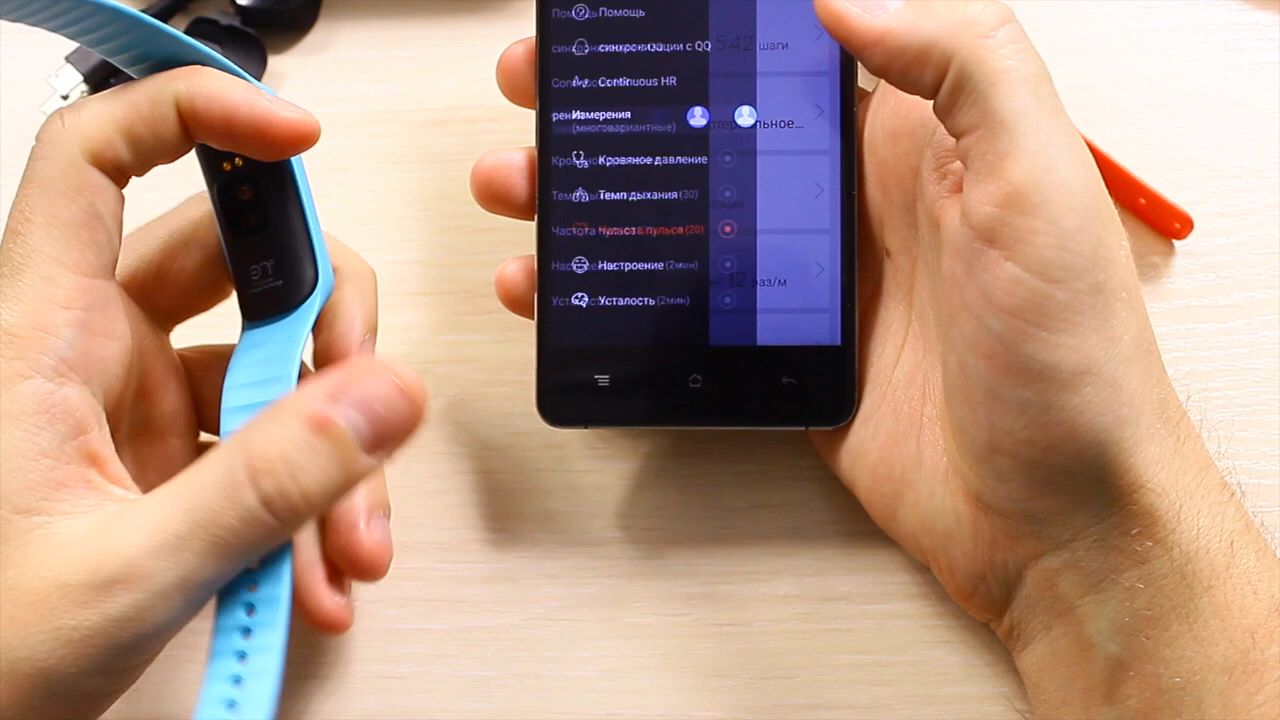 Помощь
синхронизации с QQ
542 шаги
Continuous HR
Измерения
(многовариантные)
Кровяное давление
Темп дыхания (30)
Частота пульса (20)
Настроение (2мин)
12 раз/м
Усталость (2мин)